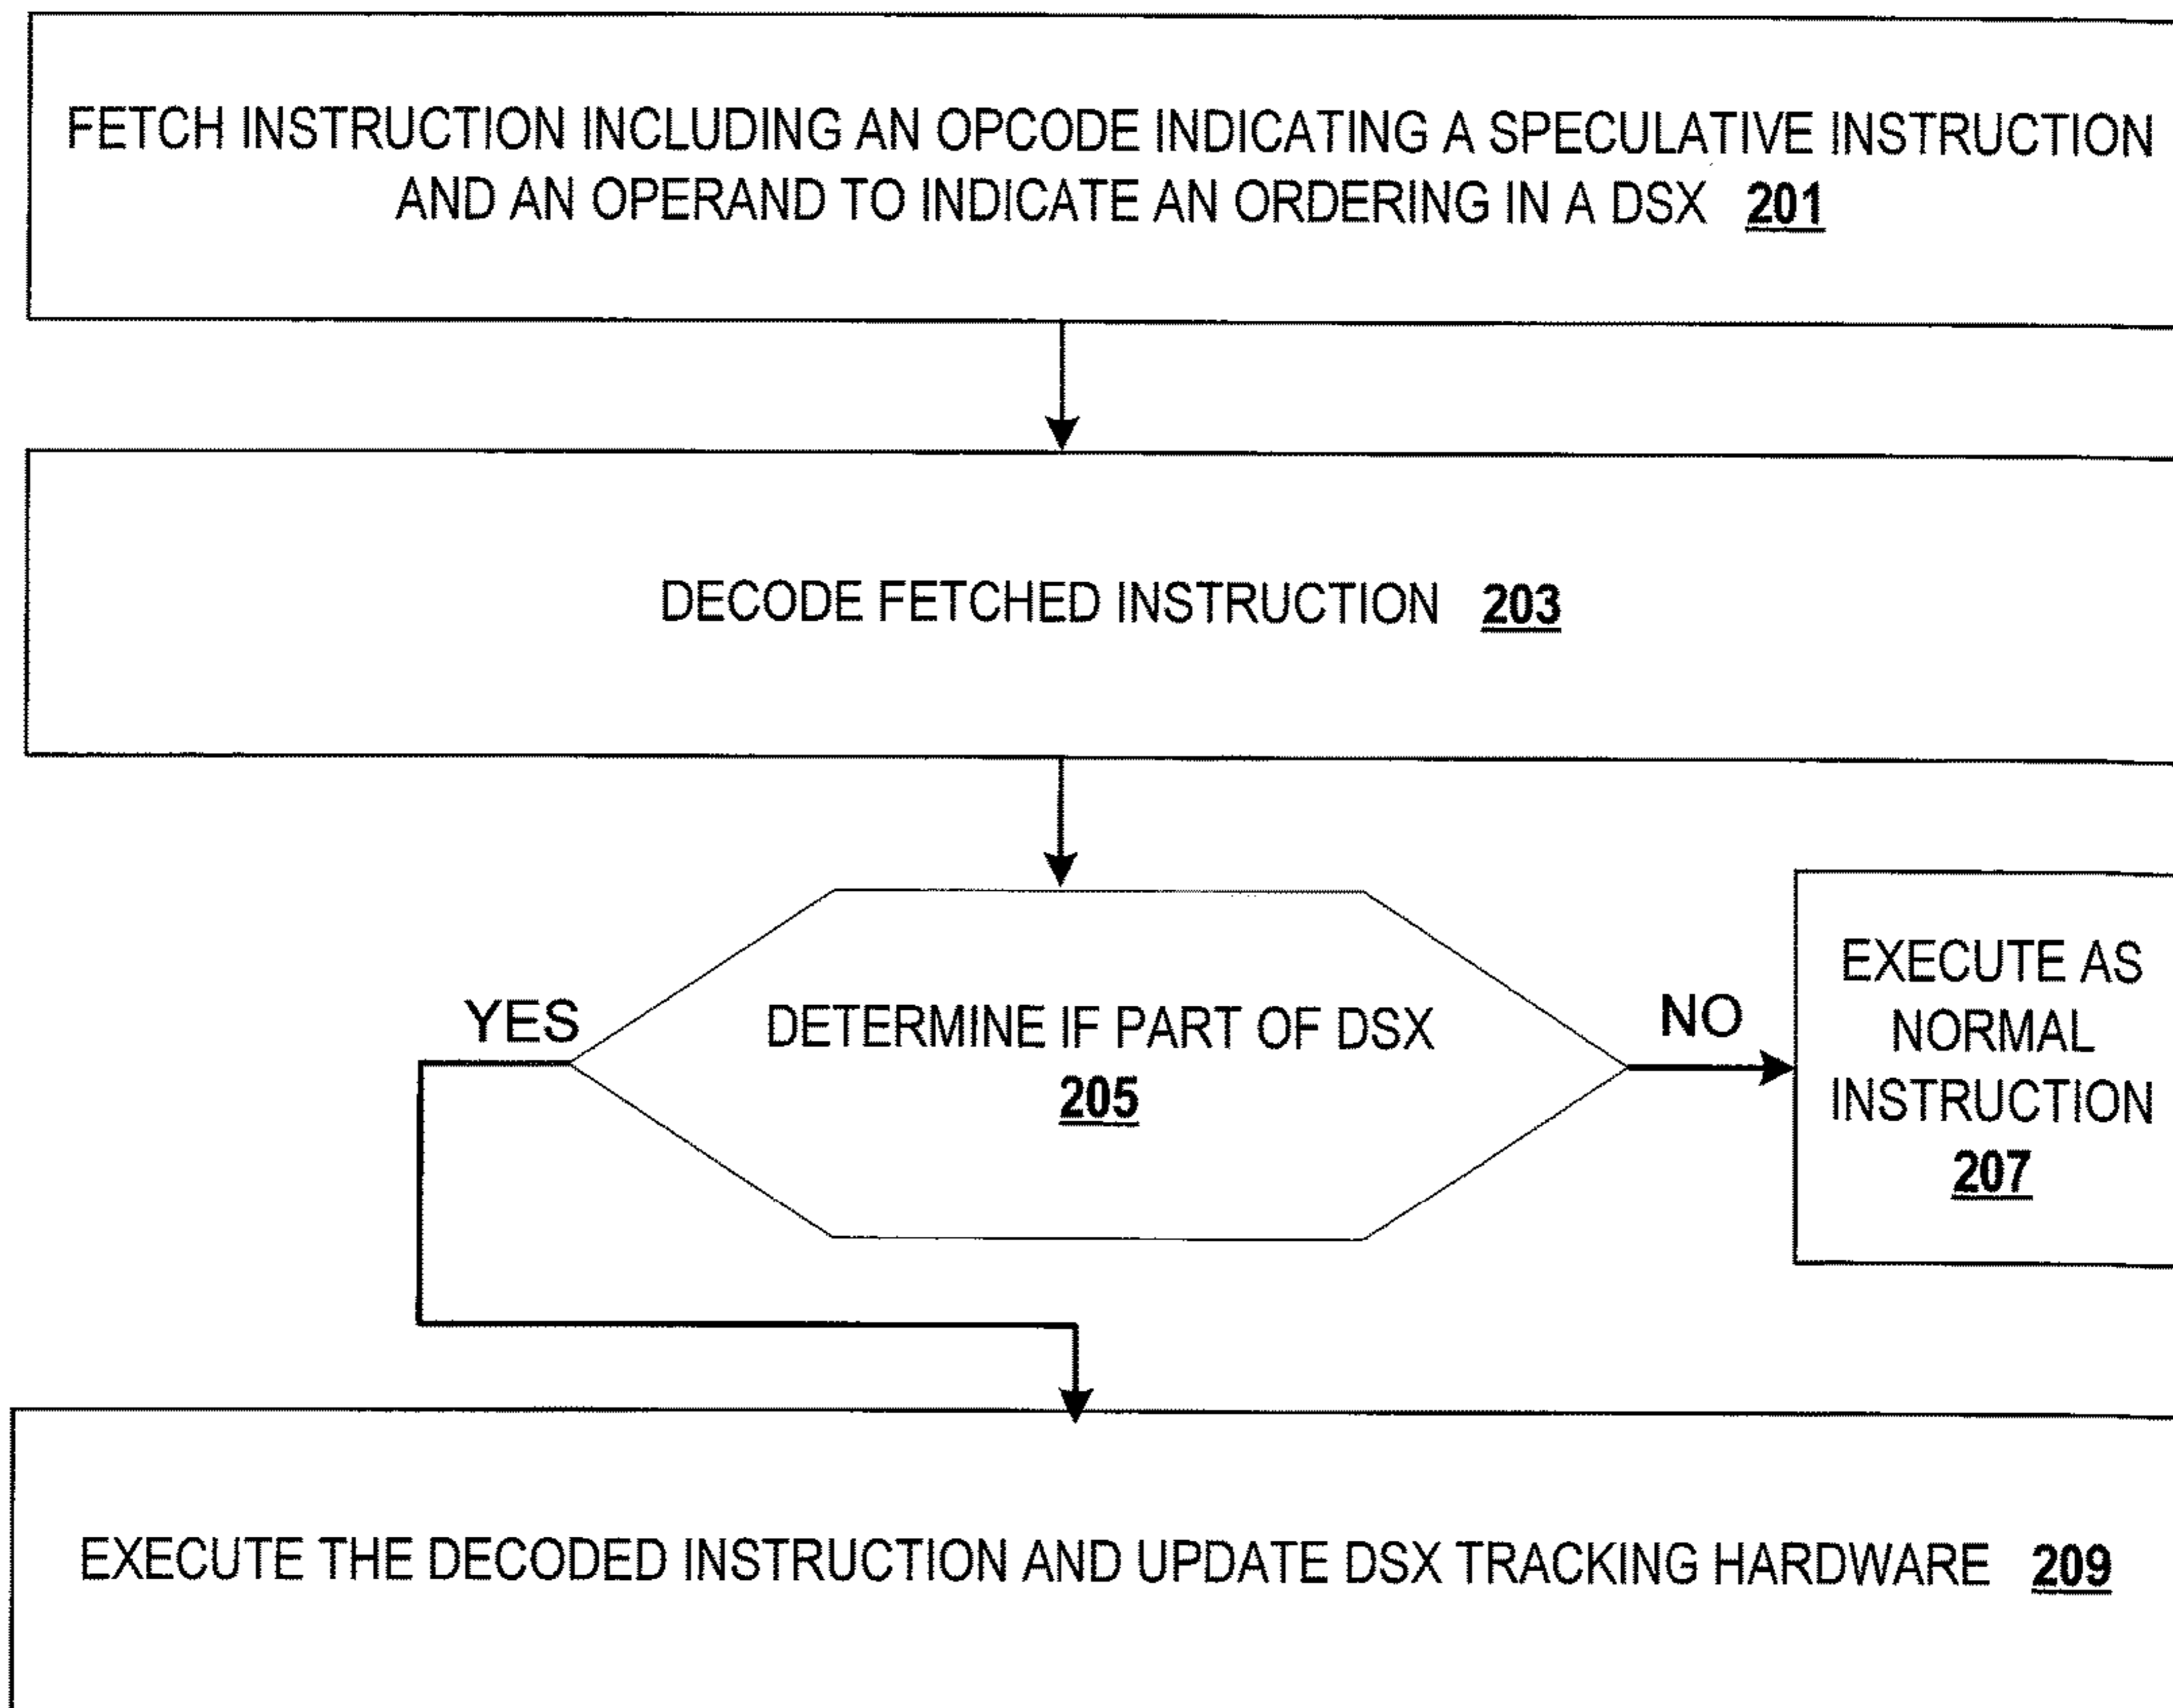 FETCH INSTRUCTION INCLUDING AN OPCODE INDICATING A SPECULATIVE INSTRUCTION
AND AN OPERAND TO INDICATE AN ORDERING IN A DSX 201
DECODE FETCHED INSTRUCTION 203
YES
DETERMINE IF PART OF DSX
205
NO
EXECUTE AS
NORMAL
INSTRUCTION
207
EXECUTE THE DECODED INSTRUCTION AND UPDATE DSX TRACKING HARDWARE 209